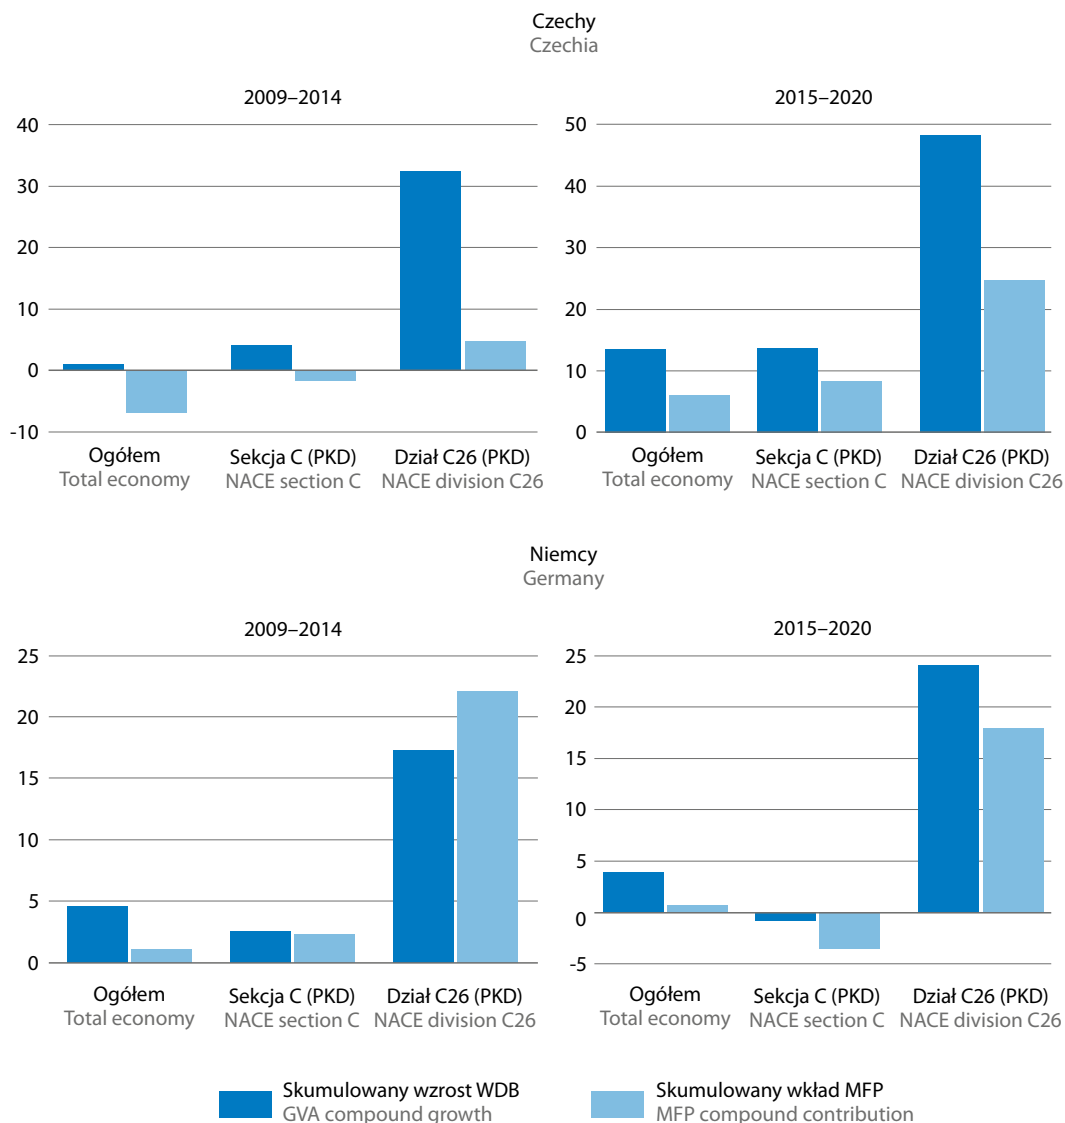 Czechy
Czechia
2009–2014
40
30
20
10
0
-10
Ogółem
Total economy
Sekcja C (PKD)
NACE section C
Dział C26 (PKD)
NACE division C26
2015–2020
50
40
30
20
10
0
Ogółem
Total economy
Sekcja C (PKD)
NACE section C
Dział C26 (PKD)
NACE division C26
Niemcy
Germany
2009–2014
25
20
15
10
5
0
Ogółem
Total economy
Sekcja C (PKD)
NACE section C
Dział C26 (PKD)
NACE division C26
2015–2020
25
20
15
10
5
0
-5
Ogółem
Total economy
Sekcja C (PKD)
NACE section C
Dział C26 (PKD)
NACE division C26
Skumulowany wzrost WDB
GVA compound growth
Skumulowany wkład MFP
MFP compound contribution